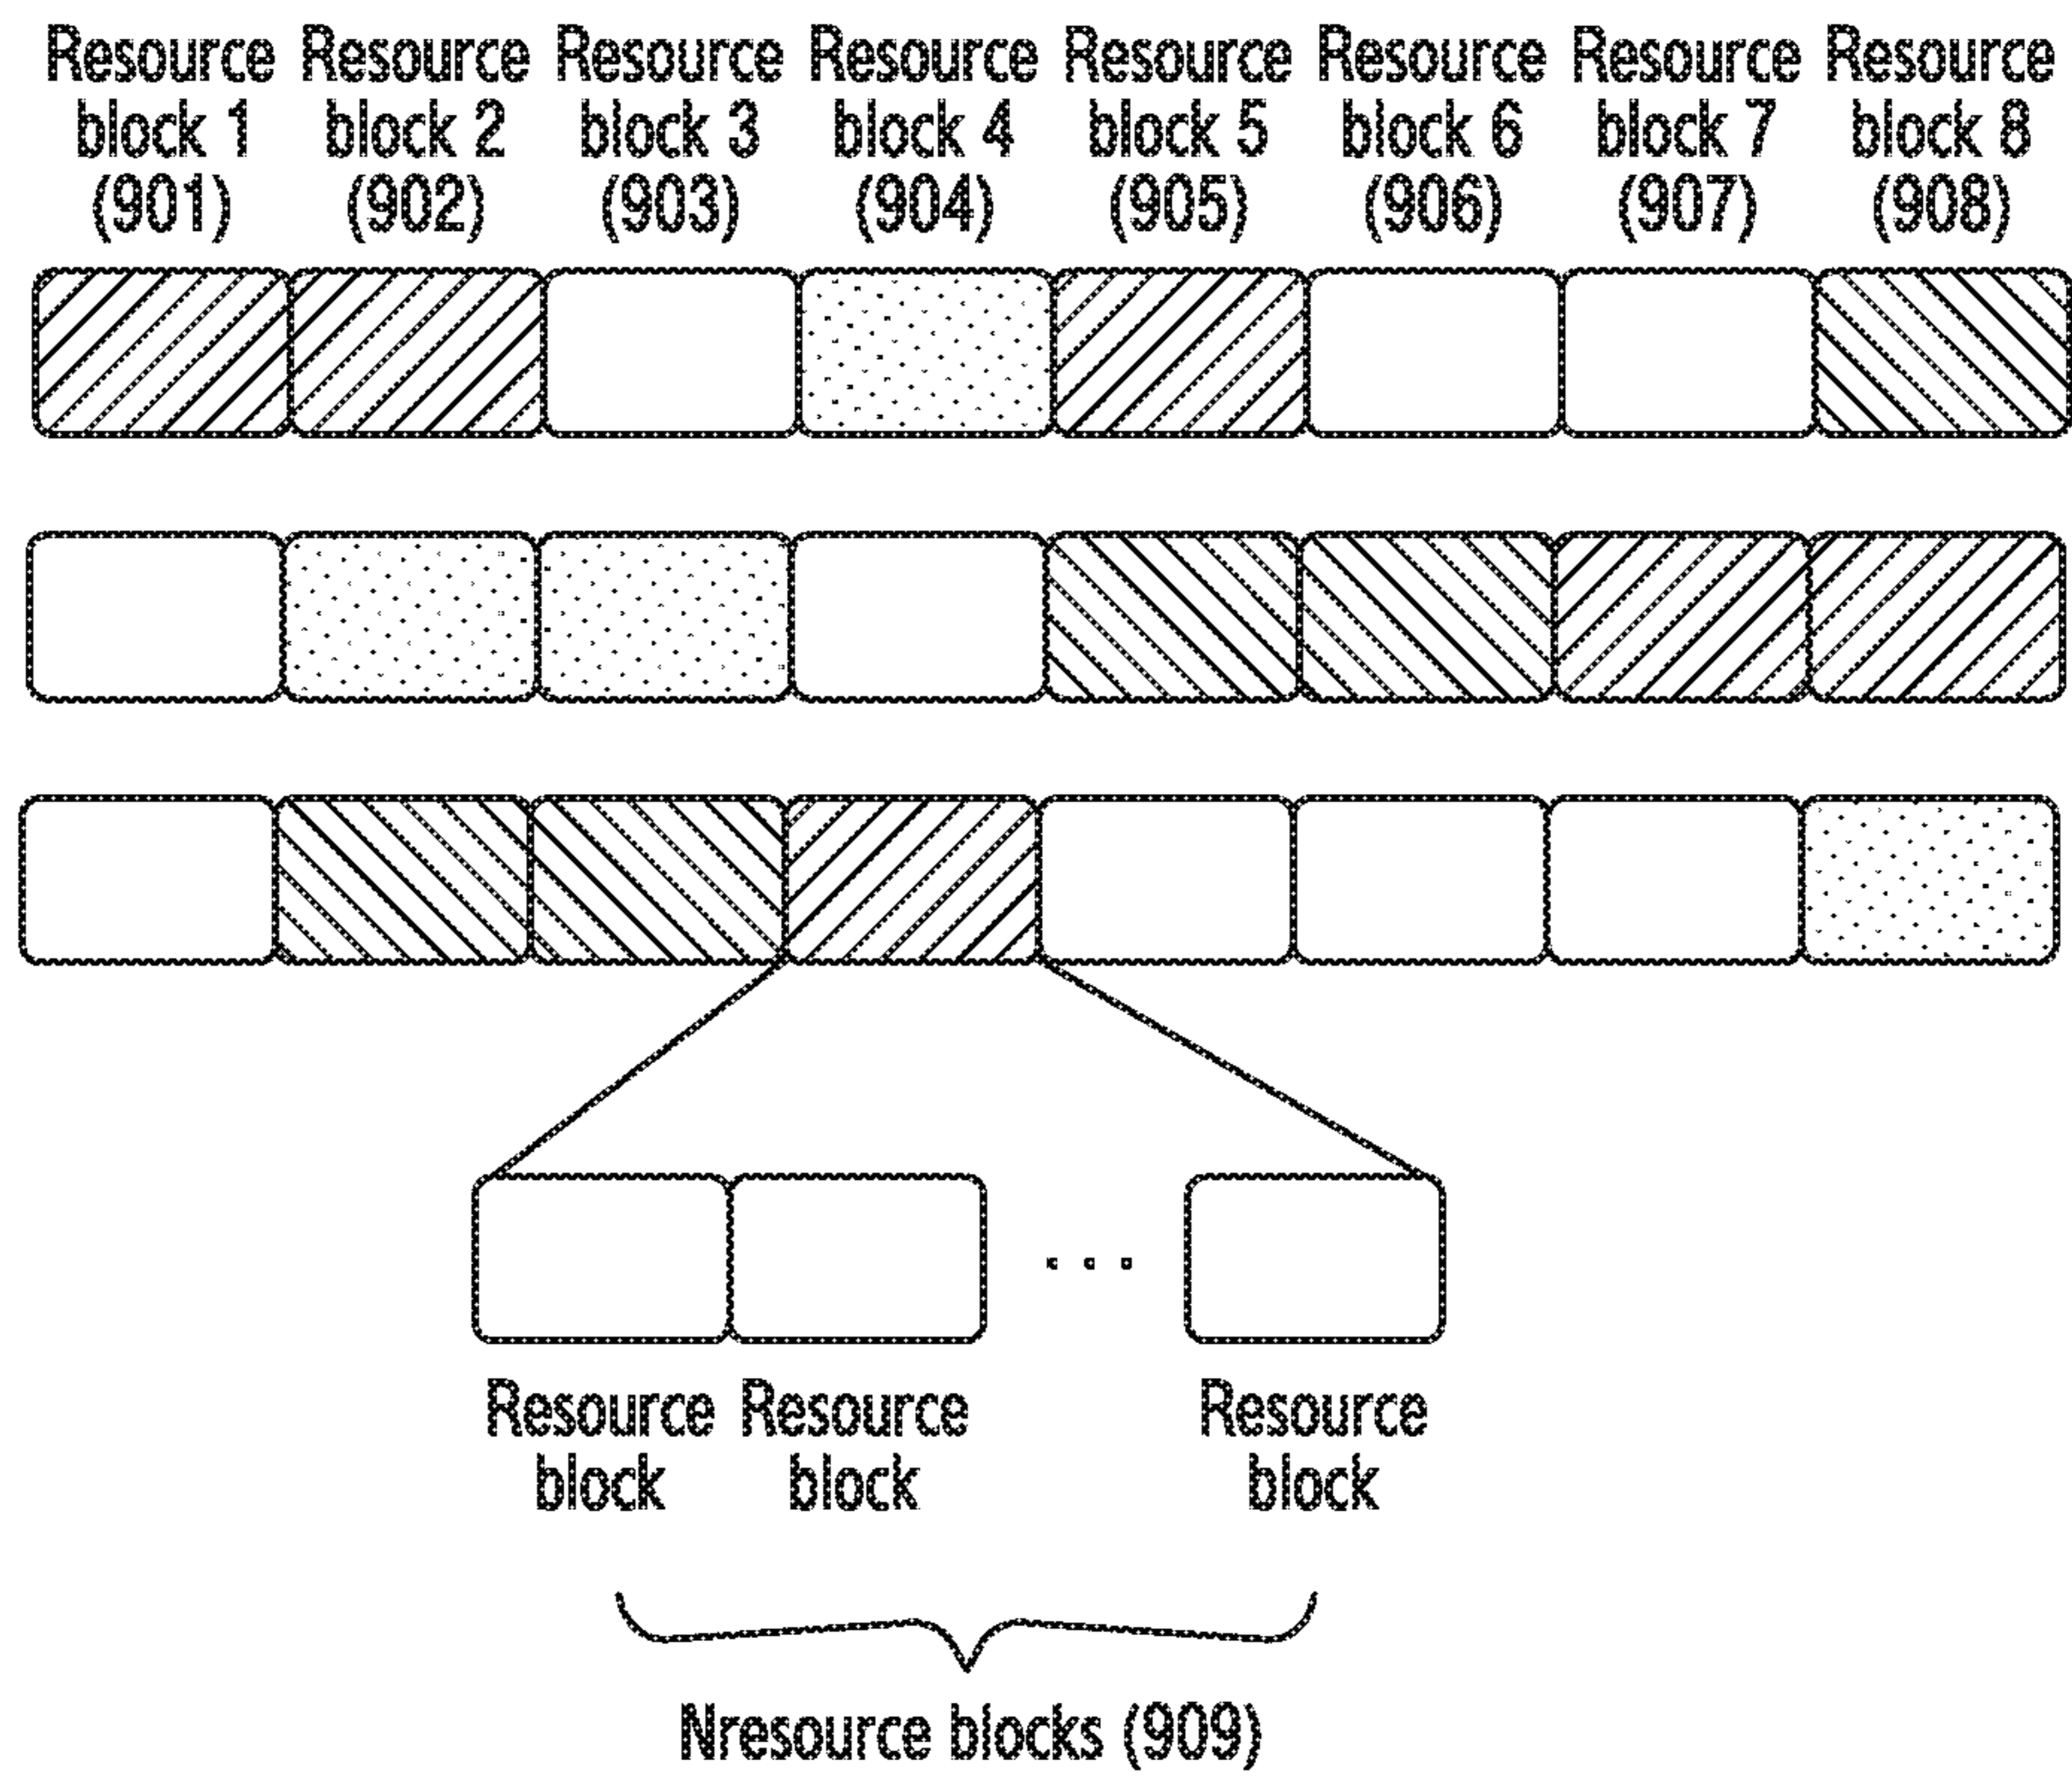 Resource Resource Resource Resource Resource Resource Resource Resource
block 1 block 2 block 3 block 4 block 5 block 6 block 7 block 8
(901) (902) (903) (904) (905) (906) (907) (908)
. . .
Resource Resource Resource
block block block
Nresource blocks (909)